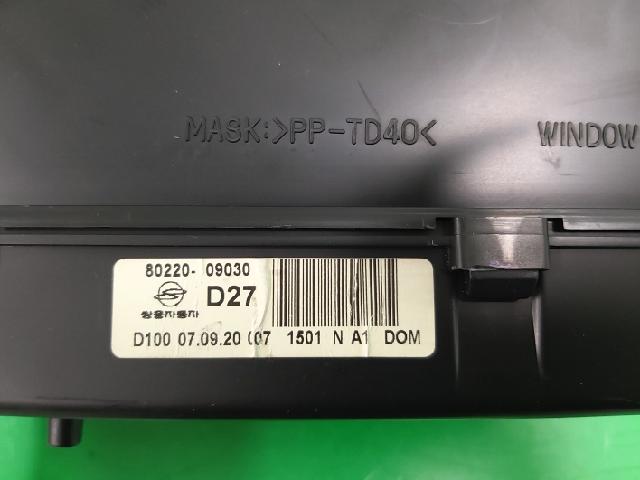 MASK:>PP-TD40<
WINDOW
80220- 09030
D27
쌍용자동차
D100 07.09.20 007 1501 N A1 DOM